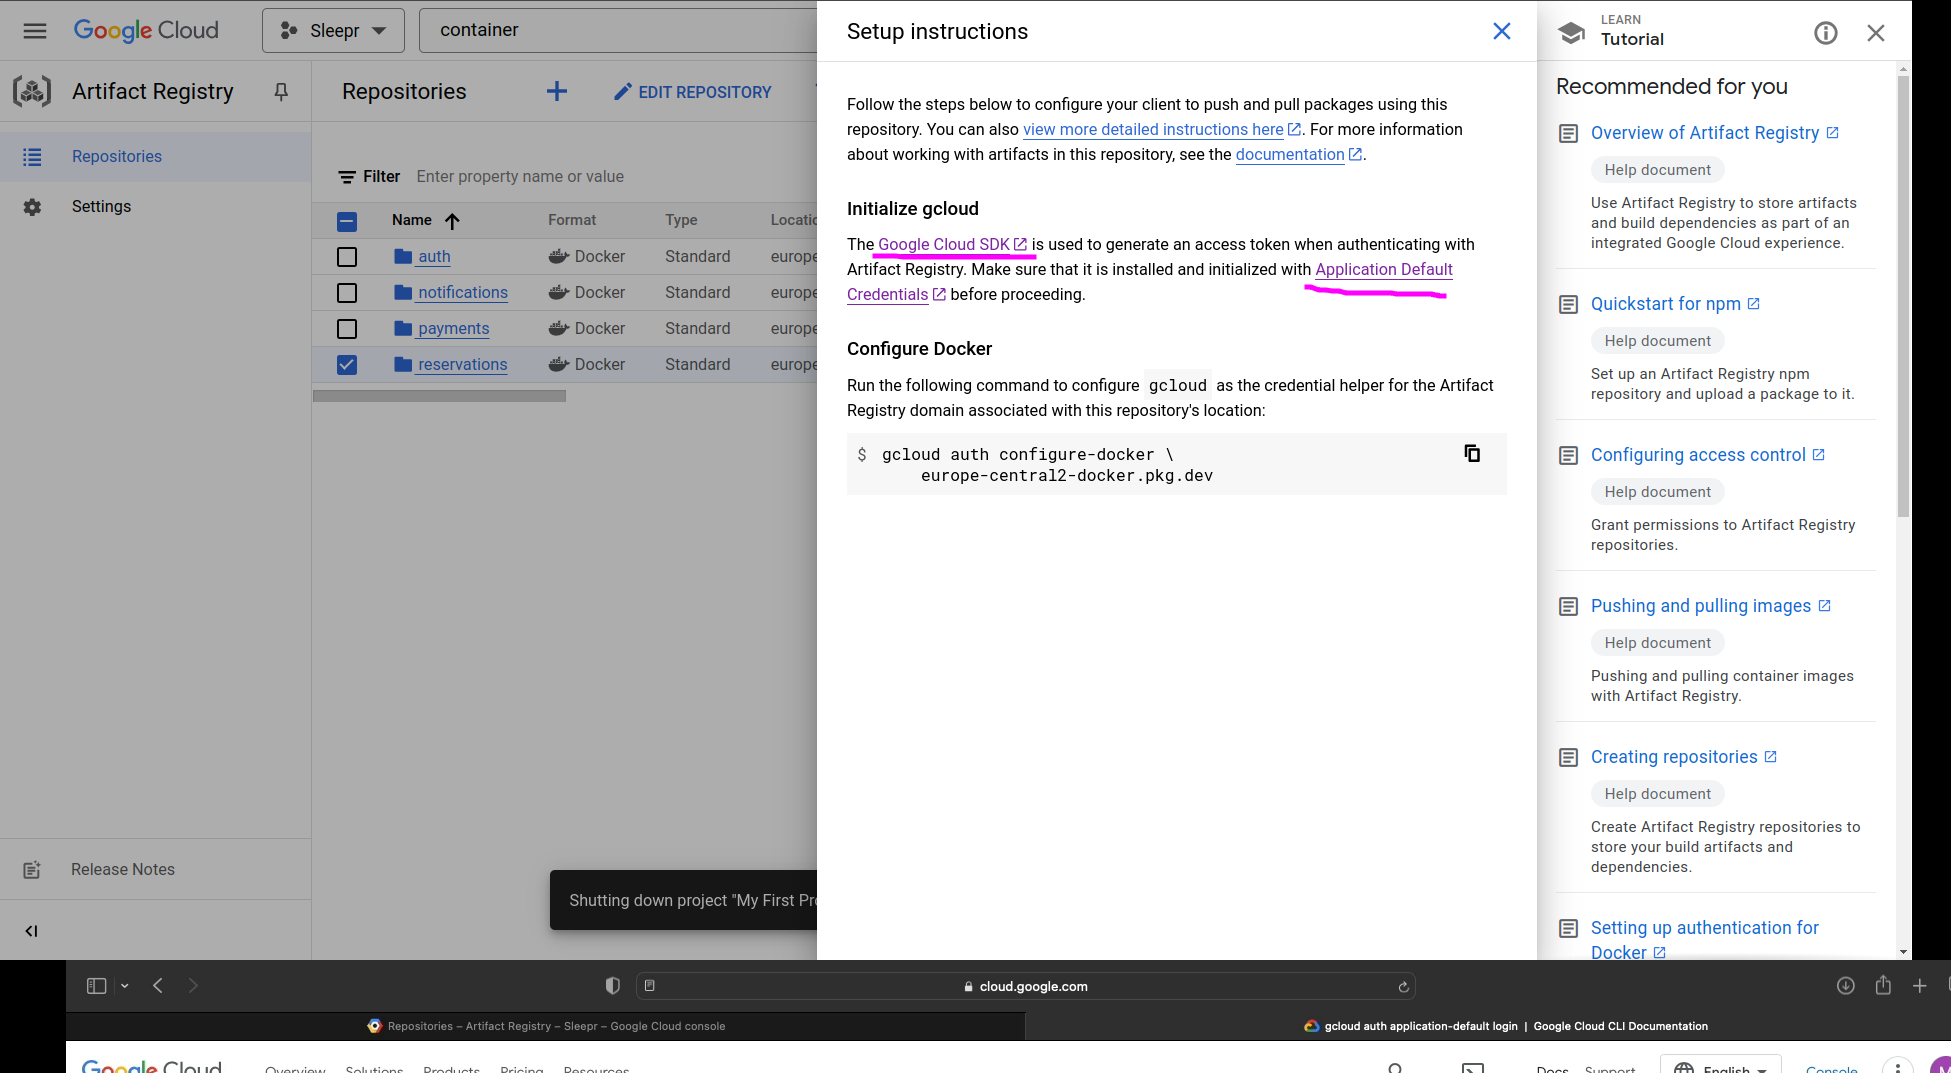 Google Cloud
Sleepr
container
Artifact Registry
Repositories
EDIT REPOSITORY
Repositories
Settings
Filter Enter property name or value
Name Format Type
auth Docker Standard
notifications Docker Standard
payments Docker Standard
reservations Docker Standard
Release Notes
Shutting down project "My First
Setup instructions
Follow the steps below to configure your client to push and pull packages using this
repository. You can also view more detailed instructions here. For more information
about working with artifacts in this repository, see the documentation.
Initialize gcloud
The Google Cloud SDK is used to generate an access token when authenticating with
Artifact Registry. Make sure that it is installed and initialized with Application Default
Credentials before proceeding.
Configure Docker
Run the following command to configure gcloud as the credential helper for the Artifact
Registry domain associated with this repository's location:
$ gcloud auth configure-docker \
europe-central2-docker.pkg.dev
LEARN
Tutorial
Recommended for you
Overview of Artifact Registry
Help document
Use Artifact Registry to store artifacts
and build dependencies as part of an
integrated Google Cloud experience.
Quickstart for npm
Help document
Set up an Artifact Registry npm
repository and upload a package to it.
Configuring access control
Help document
Grant permissions to Artifact Registry
repositories.
Pushing and pulling images
Help document
Pushing and pulling container images
with Artifact Registry.
Creating repositories
Help document
Create Artifact Registry repositories to
store your build artifacts and
dependencies.
Setting up authentication for
Docker
cloud.google.com
Repositories – Artifact Registry – Sleepr – Google Cloud console
gcloud auth application-default login | Google Cloud CLI Documentation
Google Cloud Overview Solutions Products Pricing Resources Docs Support English Console